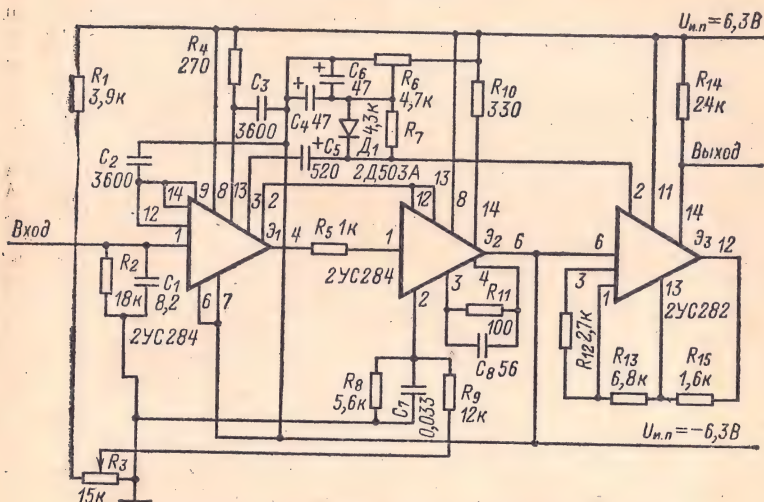 Uи.п=6,3В
R1
3,9к
R4
270
C3
3600
C6
47
C4 47
R6
4,7к
4,3к
R7
Д1
2Д503А
C5
520
R10
330
R14
24к
Выход
C2
3600
14 9 8 13 3 2
12
1
Вход
Э1
4
R5 1к
6 7
2УС284
R2
18к
C1
8,2
12 13 8 14
1
Э2
6
2УС284
3 4
2
R11
100
C8 56
R8
5,6к
C7
0,033
R9
12к
2 11 14
6
3
1
Э3
12
13
2УС282
R12 2,7к
R13
6,8к
R15
1,6к
Uи.п=-6,3В
R3
15к